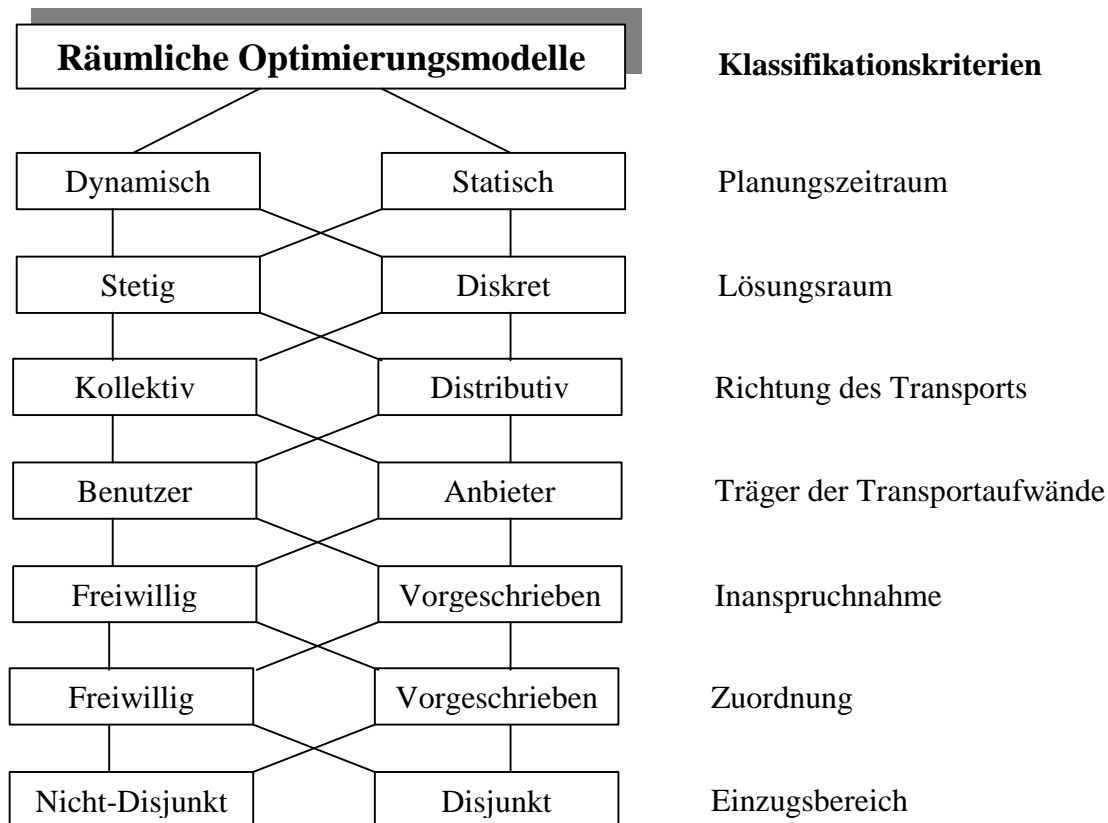 Räumliche Optimierungsmodelle Klassifikationskriterien
Dynamisch Statisch Planungszeitraum
Stetig Diskret Lösungsraum
Kollektiv Distributiv Richtung des Transports
Benutzer Anbieter Träger der Transportaufwände
Freiwillig Vorgeschrieben Inanspruchnahme
Freiwillig Vorgeschrieben Zuordnung
Nicht-Disjunkt Disjunkt Einzugsbereich